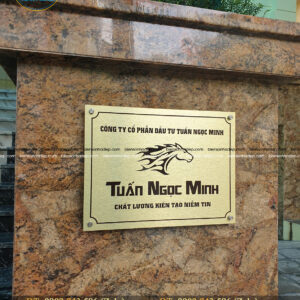 CÔNG TY CỔ PHẦN ĐẦU TƯ TUẤN NGỌC MINH
TUẤN NGỌC MINH
CHẤT LƯỢNG KIẾN TẠO NIỀM TIN